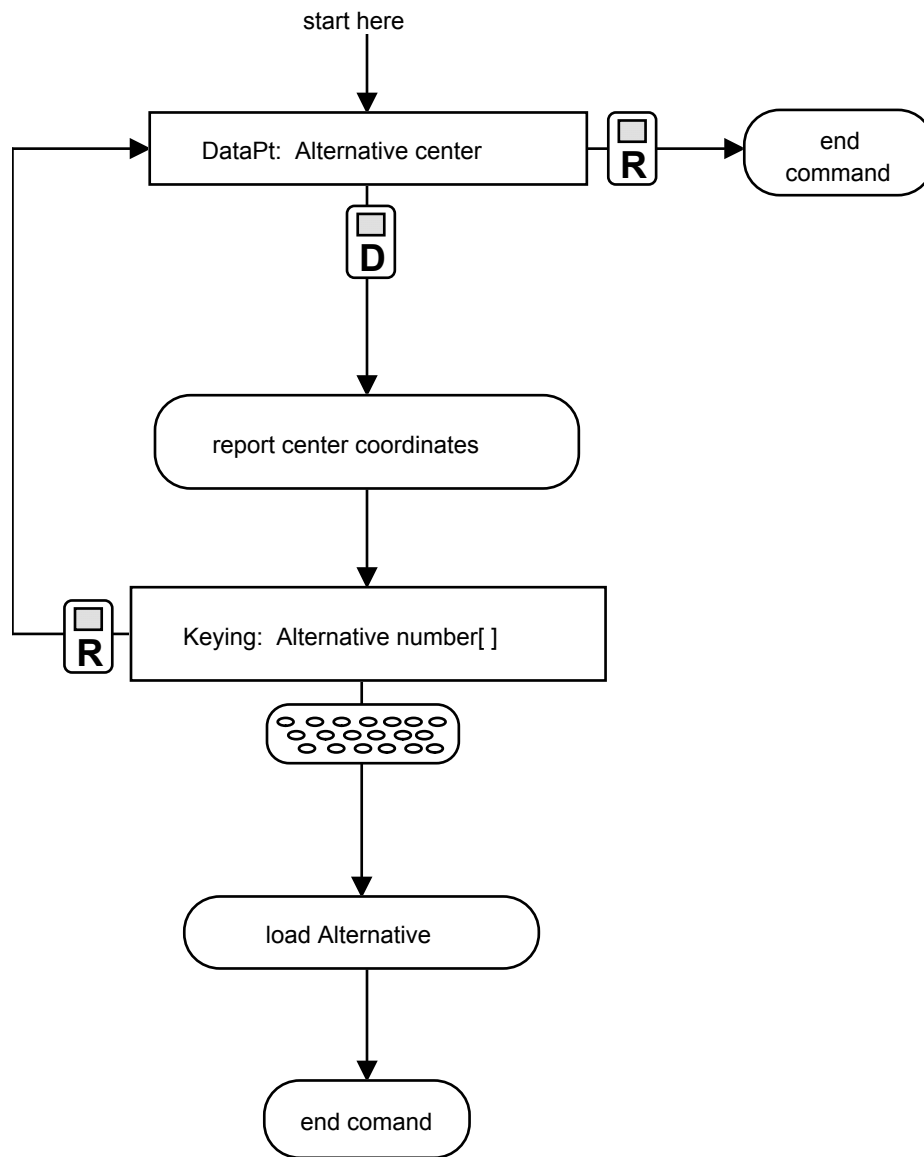 start here
DataPt: Alternative center
R
end
command
D
report center coordinates
Keying: Alternative number[ ]
R
load Alternative
end comand